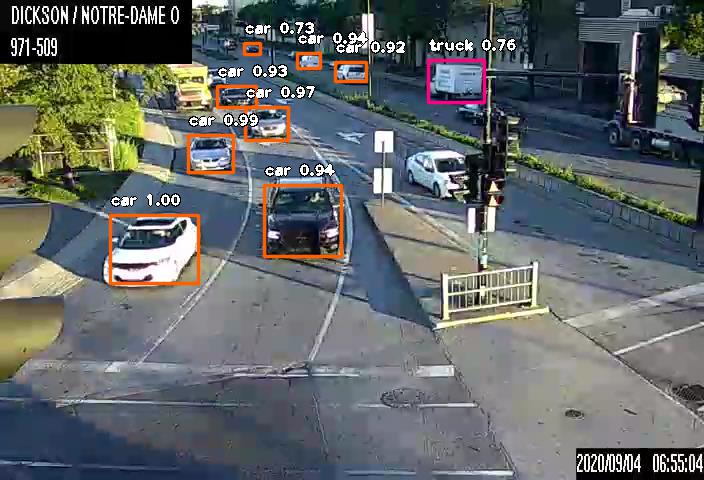 DICKSON / NOTRE-DAME O
971-509
car 0.73
car 0.94
car 0.92
truck 0.76
car 0.93
car 0.97
car 0.99
car 0.94
car 1.00
2020/09/04 06:55:04